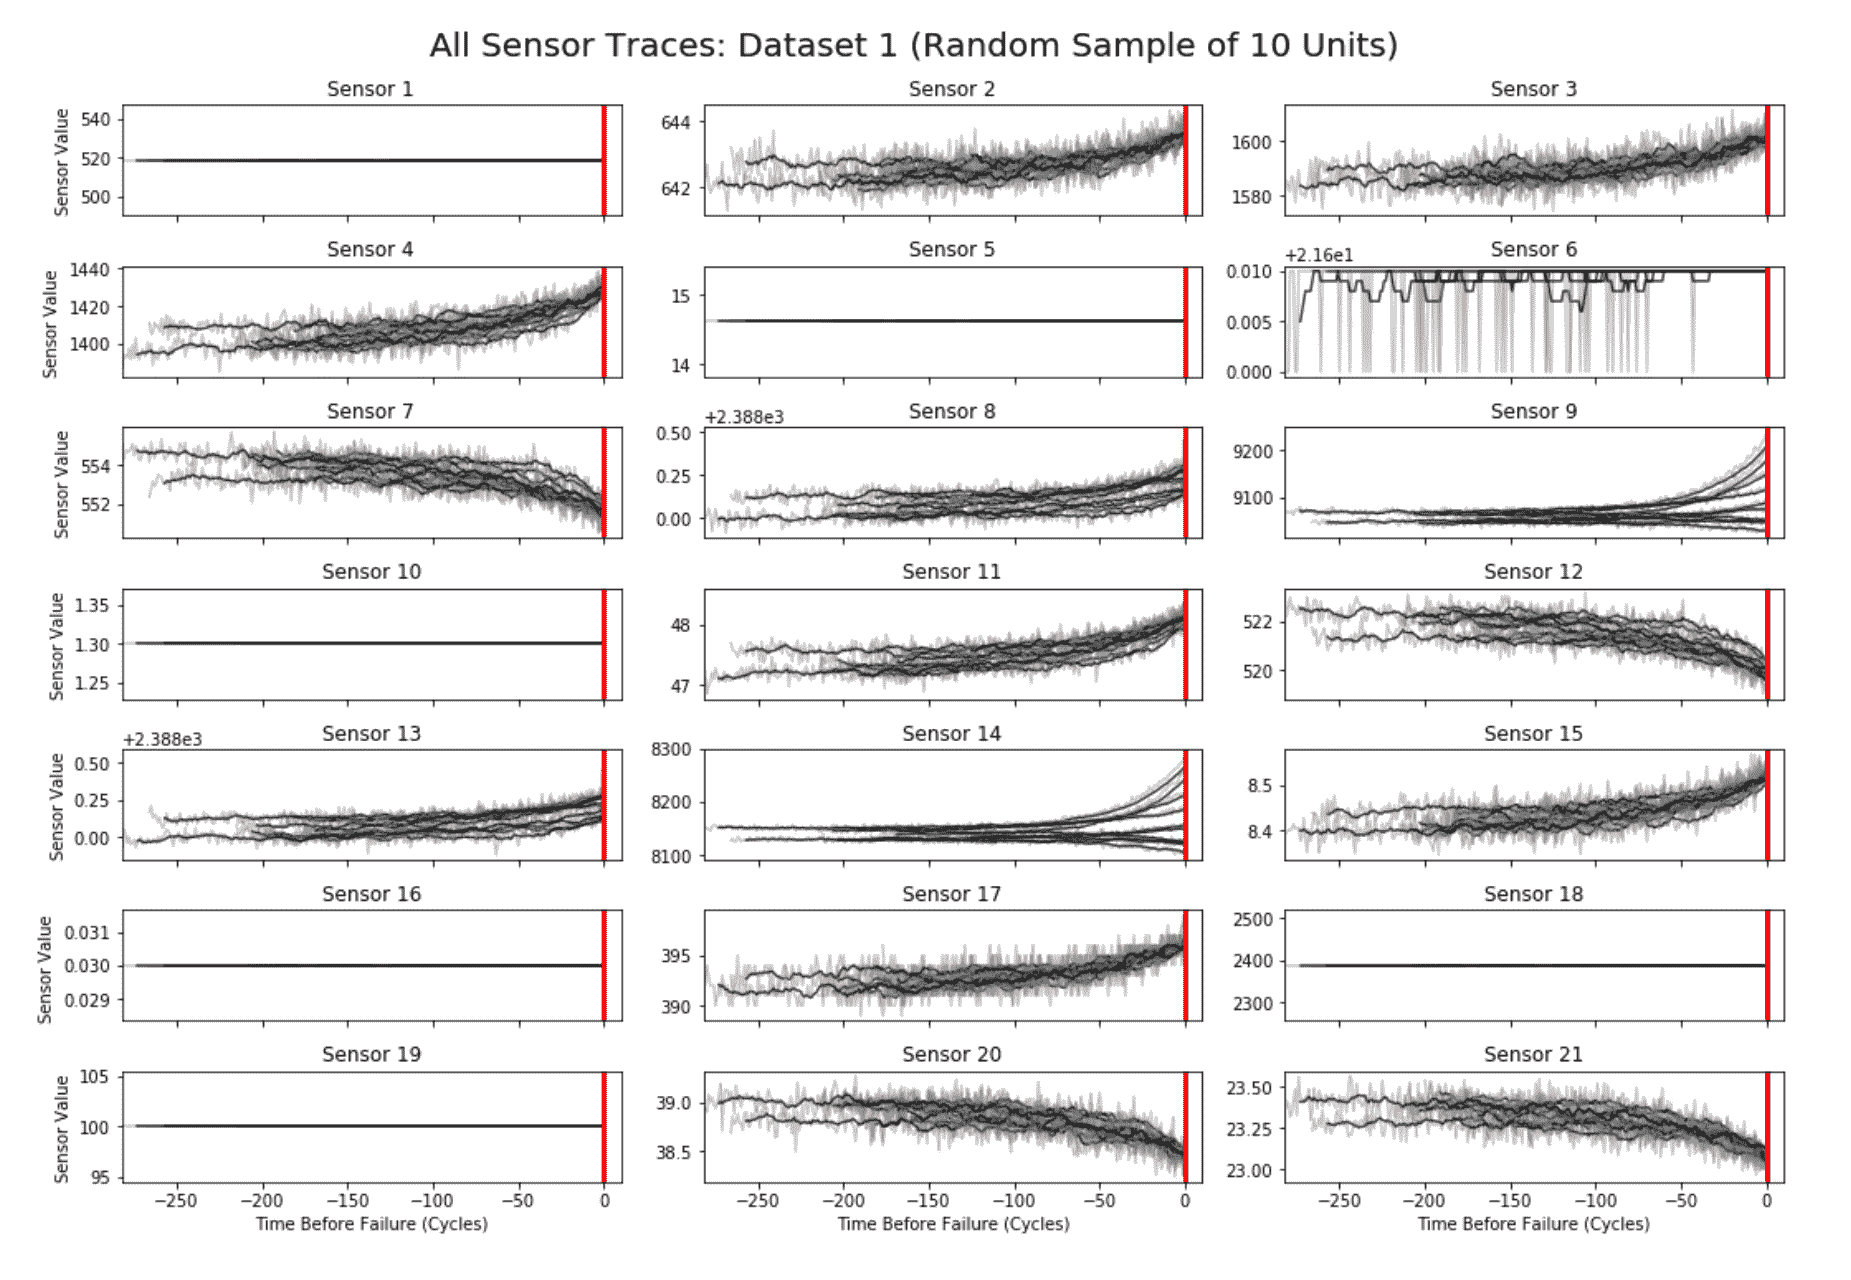 All Sensor Traces: Dataset 1 (Random Sample of 10 Units)
Sensor 1
Sensor Value
540
520
500
Sensor 2
644
642
Sensor 3
1600
1580
Sensor 4
Sensor Value
1440
1420
1400
Sensor 5
15
14
Sensor 6
+2.16e1
0.010
0.005
0.000
Sensor 7
Sensor Value
554
552
Sensor 8
+2.388e3
0.50
0.25
0.00
Sensor 9
9200
9100
Sensor 10
Sensor Value
1.35
1.30
1.25
Sensor 11
48
47
Sensor 12
522
520
Sensor 13
+2.388e3
Sensor Value
0.50
0.25
0.00
Sensor 14
8300
8200
8100
Sensor 15
8.5
8.4
Sensor 16
Sensor Value
0.031
0.030
0.029
Sensor 17
395
390
Sensor 18
2500
2400
2300
Sensor 19
Sensor Value
105
100
95
−250 −200 −150 −100 −50 0
Time Before Failure (Cycles)
Sensor 20
39.0
38.5
−250 −200 −150 −100 −50 0
Time Before Failure (Cycles)
Sensor 21
23.50
23.25
23.00
−250 −200 −150 −100 −50 0
Time Before Failure (Cycles)